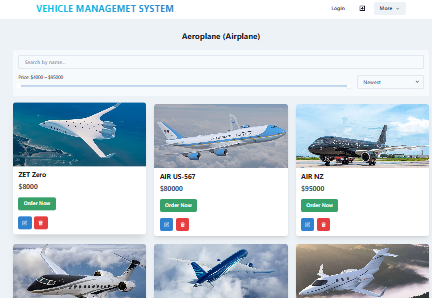 VEHICLE MANAGEMET SYSTEM
Login
More
Aeroplane (Airplane)
Search by name...
Price: $4000 – $95000
Newest
ZET Zero
$8000
Order Now
AIR US-567
$80000
Order Now
AIR NZ
$95000
Order Now